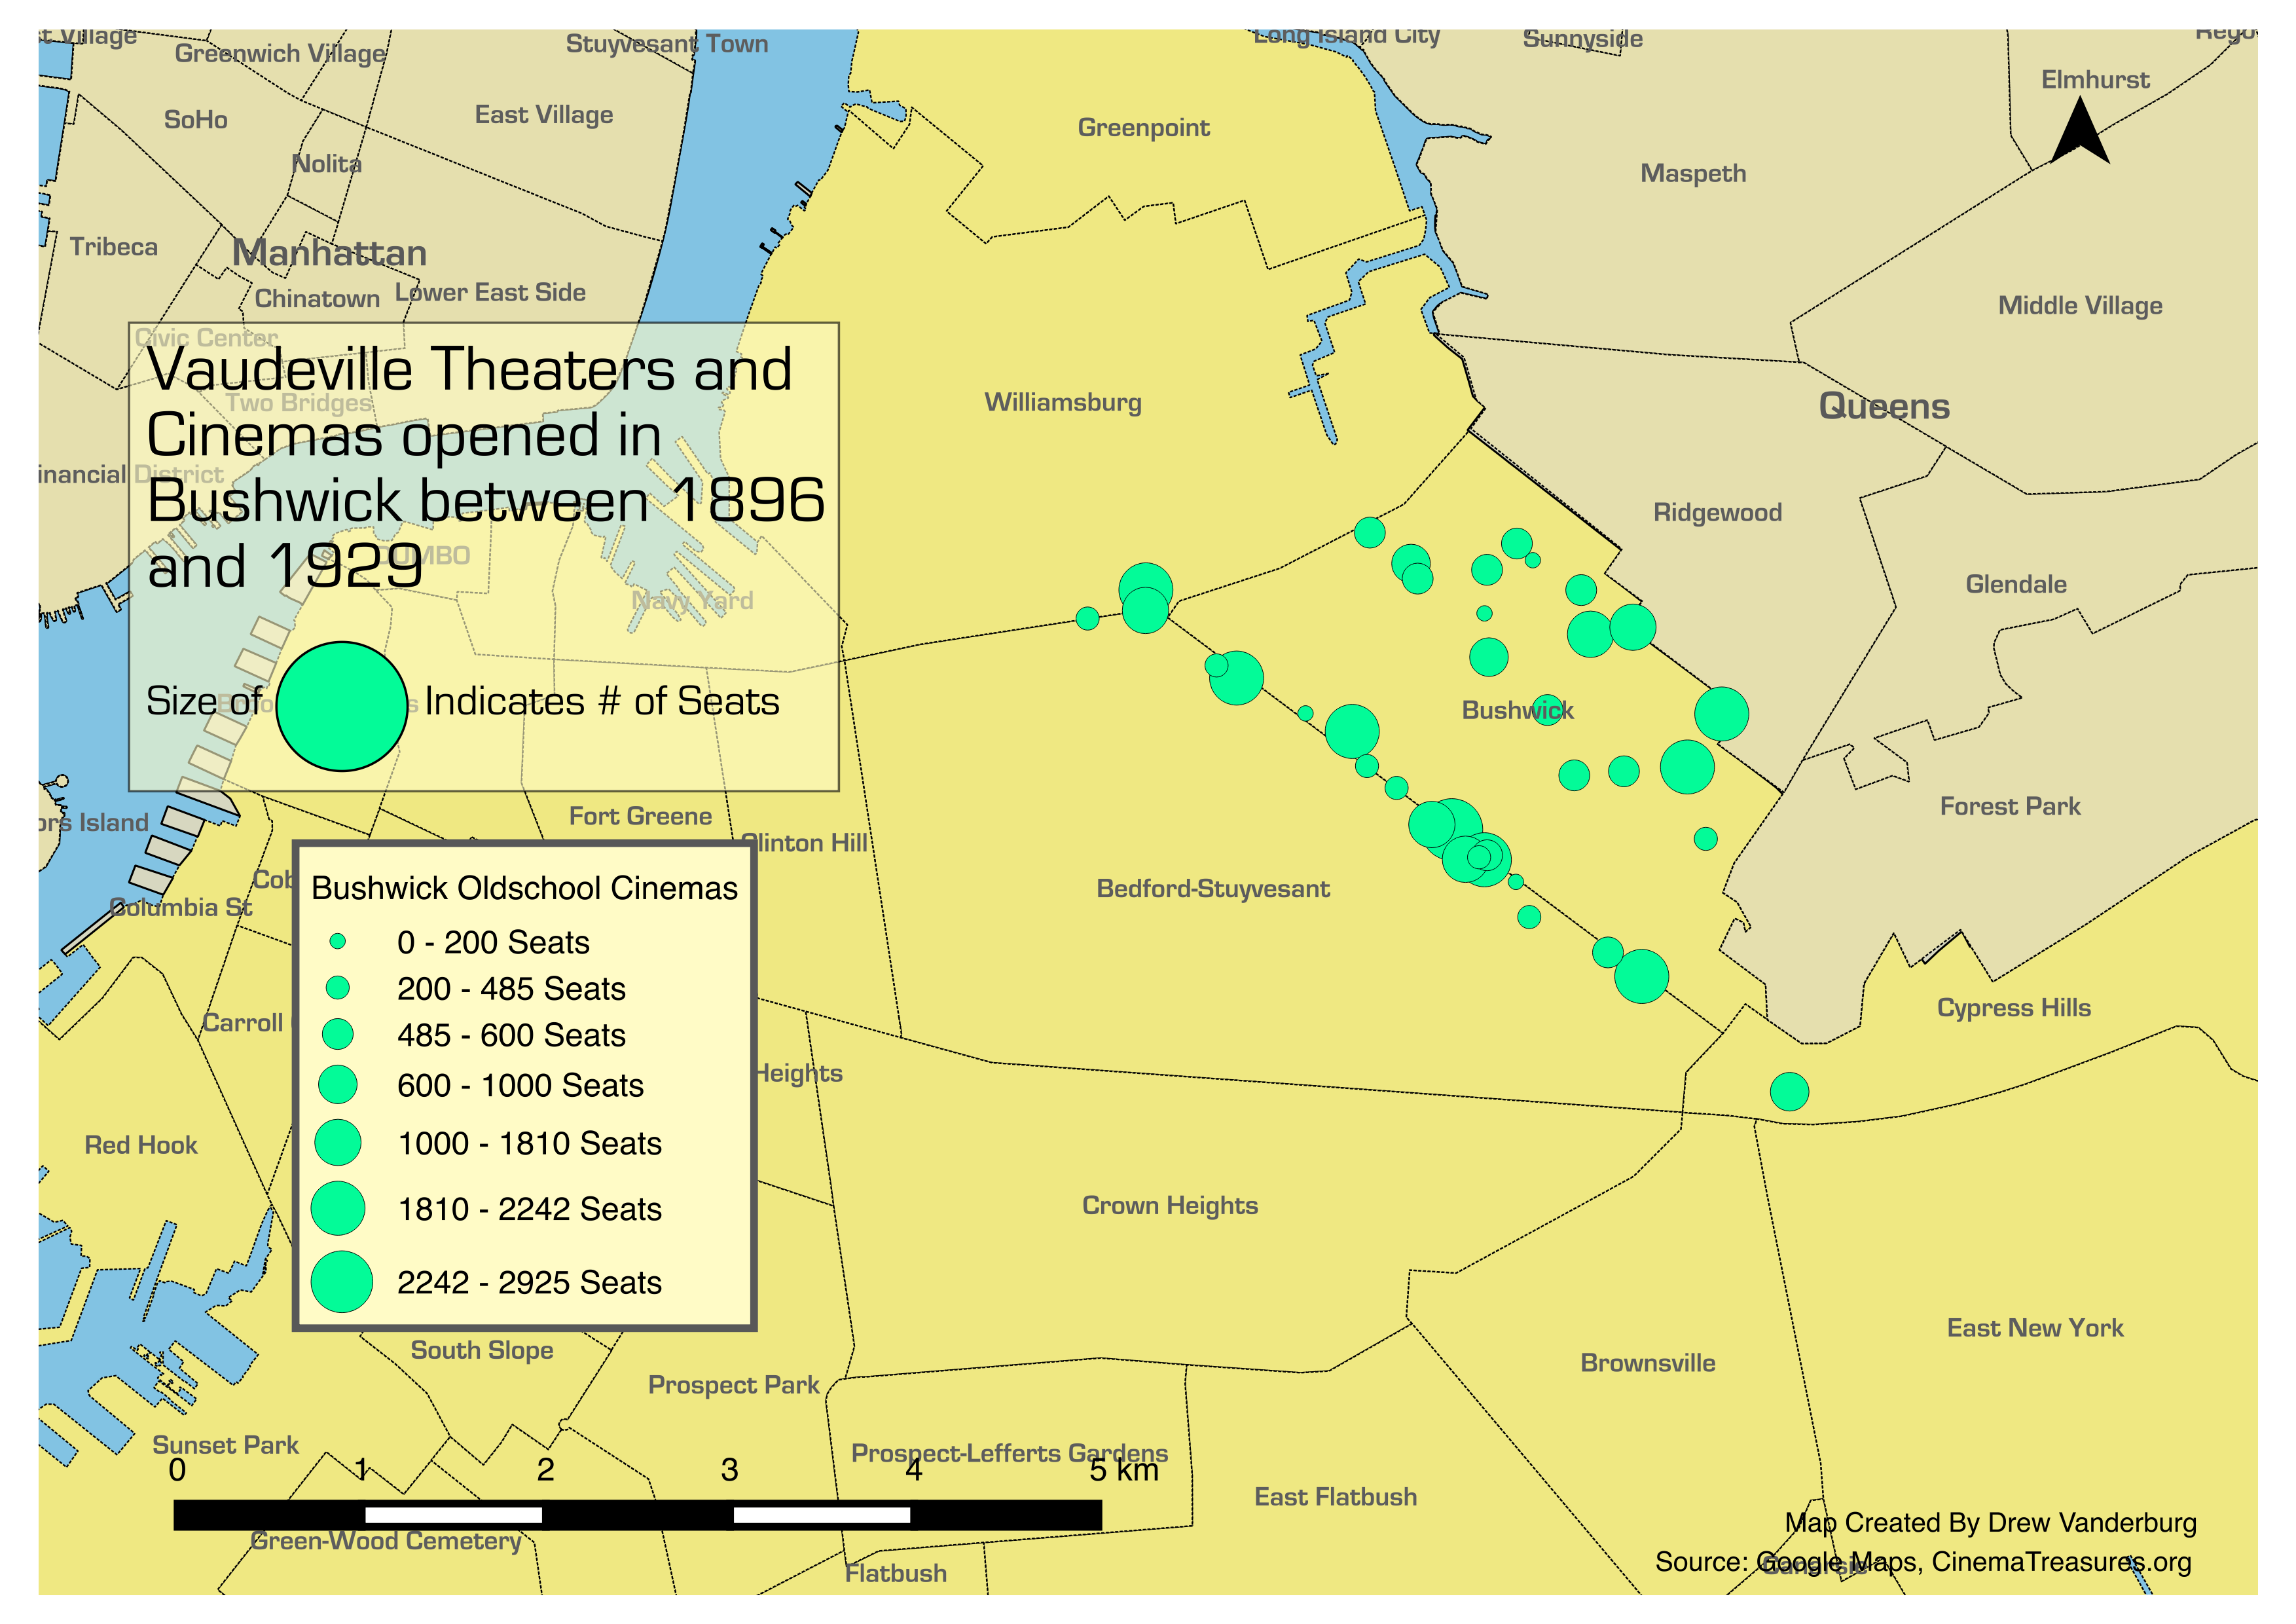 t Village
Greenwich Village
Stuyvesant Town
Long Island City
Sunnyside
Rego
Elmhurst
SoHo
East Village
Greenpoint
Nolita
Maspeth
Tribeca
Manhattan
Chinatown
Lower East Side
Middle Village
Civic Center
Vaudeville Theaters and
Cinemas opened in
Bushwick between 1896
and 1929
Two Bridges
Williamsburg
Queens
inancial District
Ridgewood
DUMBO
Navy Yard
Glendale
Size of
Indicates # of Seats
Bushwick
Forest Park
ors Island
Fort Greene
Clinton Hill
Bedford-Stuyvesant
Cob
Columbia St
Bushwick Oldschool Cinemas
0 - 200 Seats
200 - 485 Seats
485 - 600 Seats
600 - 1000 Seats
1000 - 1810 Seats
1810 - 2242 Seats
2242 - 2925 Seats
Cypress Hills
Carroll
Heights
Red Hook
Crown Heights
East New York
South Slope
Brownsville
Prospect Park
Sunset Park
Prospect-Lefferts Gardens
0 1 2 3 4 5 km
East Flatbush
Green-Wood Cemetery
Flatbush
Map Created By Drew Vanderburg
Source: Google Maps, CinemaTreasures.org
Canarsie